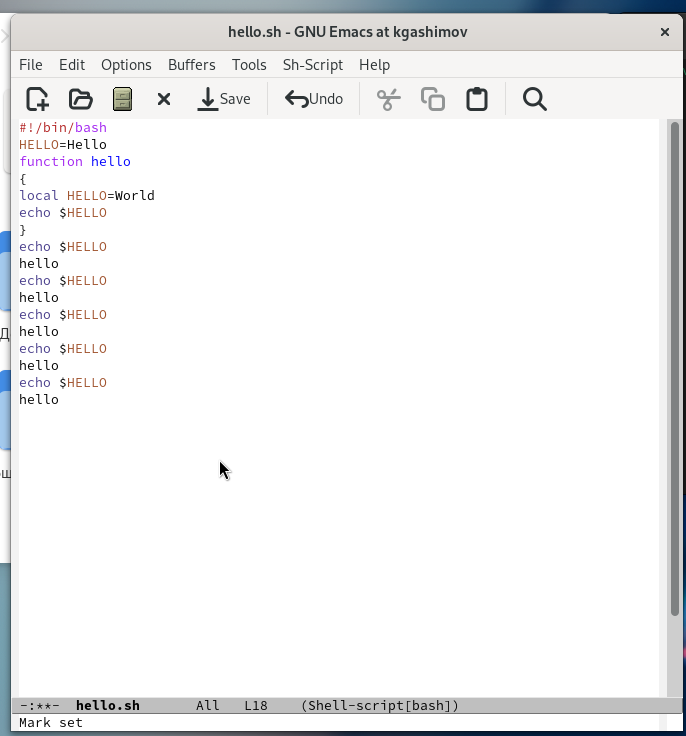 hello.sh - GNU Emacs at kgashimov
File Edit Options Buffers Tools Sh-Script Help
Save Undo
#!/bin/bash
HELLO=Hello
function hello
{
local HELLO=World
echo $HELLO
}
echo $HELLO
hello
echo $HELLO
hello
echo $HELLO
hello
echo $HELLO
hello
echo $HELLO
hello
-:**- hello.sh All L18 (Shell-script[bash])
Mark set